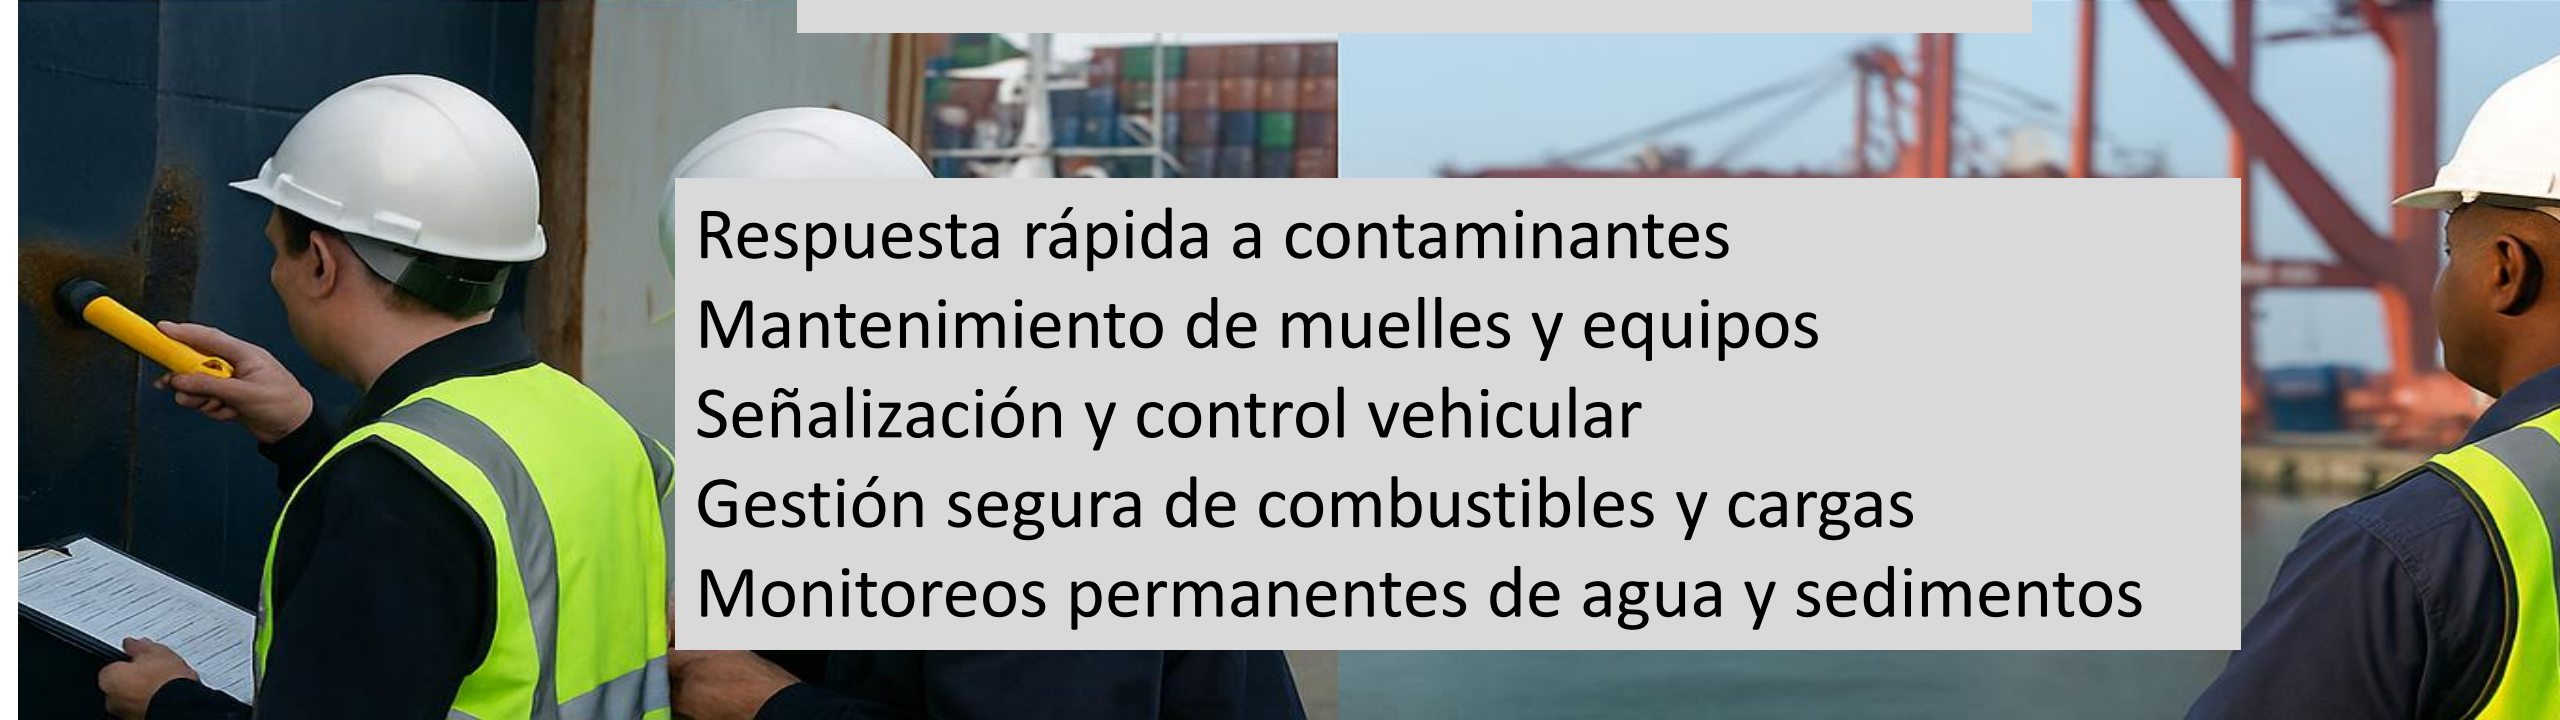 Respuesta rápida a contaminantes
Mantenimiento de muelles y equipos
Señalización y control vehicular
Gestión segura de combustibles y cargas
Monitoreos permanentes de agua y sedimentos